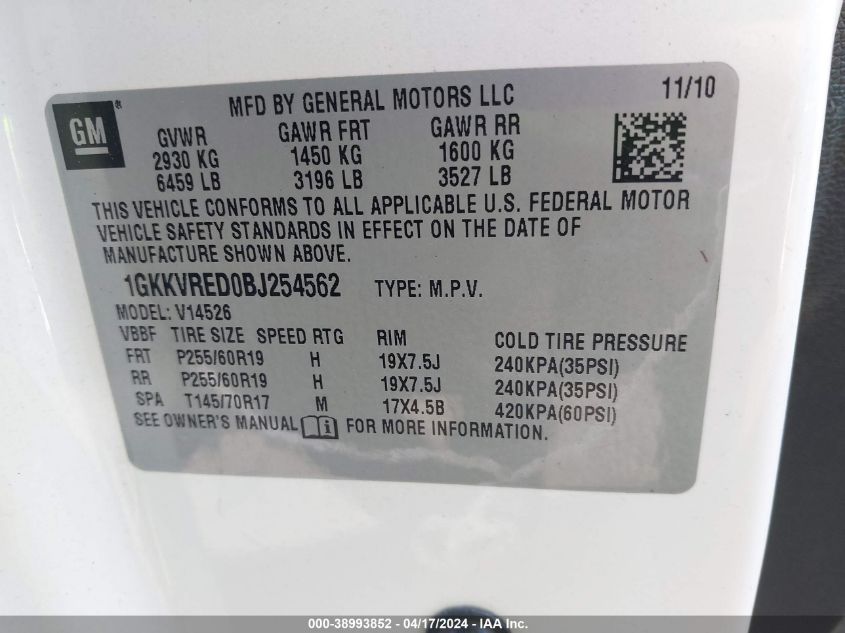 MFD BY GENERAL MOTORS LLC 11/10
GM®
GVWR GAWR FRT GAWR RR
2930 KG 1450 KG 1600 KG
6459 LB 3196 LB 3527 LB
THIS VEHICLE CONFORMS TO ALL APPLICABLE U.S. FEDERAL MOTOR
VEHICLE SAFETY STANDARDS IN EFFECT ON THE DATE OF
MANUFACTURE SHOWN ABOVE.
1GKKVRED0BJ254562 TYPE: M.P.V.
MODEL: V14526
VBBF TIRE SIZE SPEED RTG RIM COLD TIRE PRESSURE
FRT P255/60R19 H 19X7.5J 240KPA(35PSI)
RR P255/60R19 H 19X7.5J 240KPA(35PSI)
SPA T145/70R17 M 17X4.5B 420KPA(60PSI)
SEE OWNER'S MANUAL i FOR MORE INFORMATION.
000-38993852 - 04/17/2024 - IAA Inc.